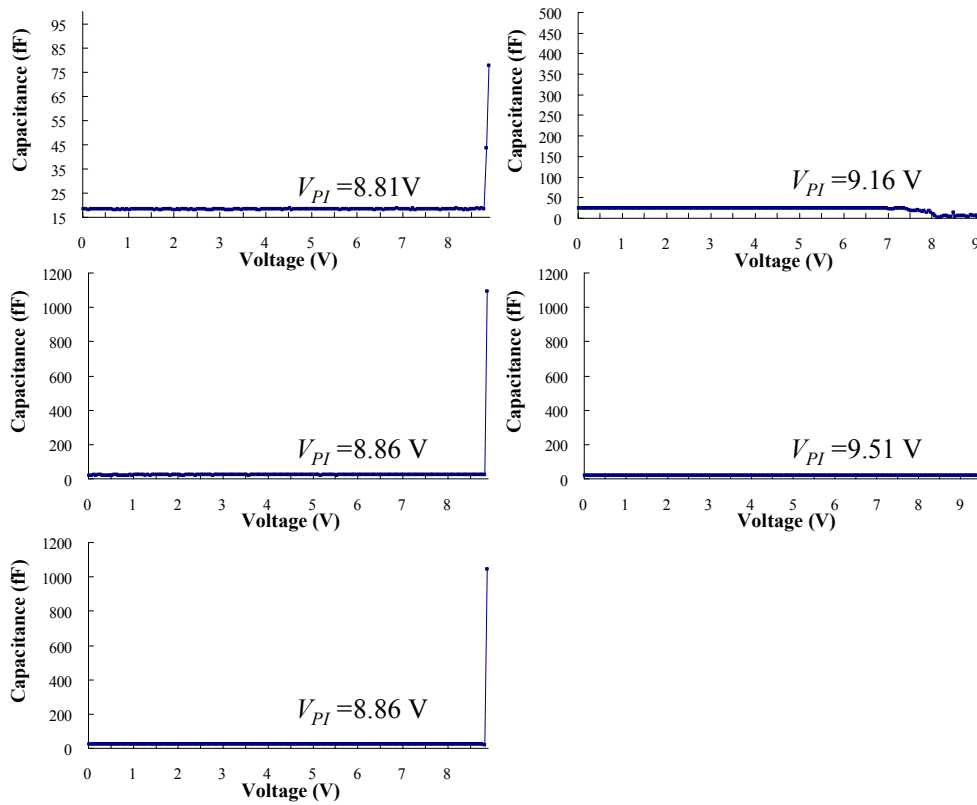 Capacitance (fF)
95
85
75
65
55
45
35
25
15
V_PI =8.81V
0 1 2 3 4 5 6 7 8
Voltage (V)
Capacitance (fF)
500
450
400
350
300
250
200
150
100
50
0
V_PI =9.16 V
0 1 2 3 4 5 6 7 8 9
Voltage (V)
Capacitance (fF)
1200
1000
800
600
400
200
0
V_PI =8.86 V
0 1 2 3 4 5 6 7 8
Voltage (V)
Capacitance (fF)
1200
1000
800
600
400
200
0
V_PI =9.51 V
0 1 2 3 4 5 6 7 8 9
Voltage (V)
Capacitance (fF)
1200
1000
800
600
400
200
0
V_PI =8.86 V
0 1 2 3 4 5 6 7 8
Voltage (V)